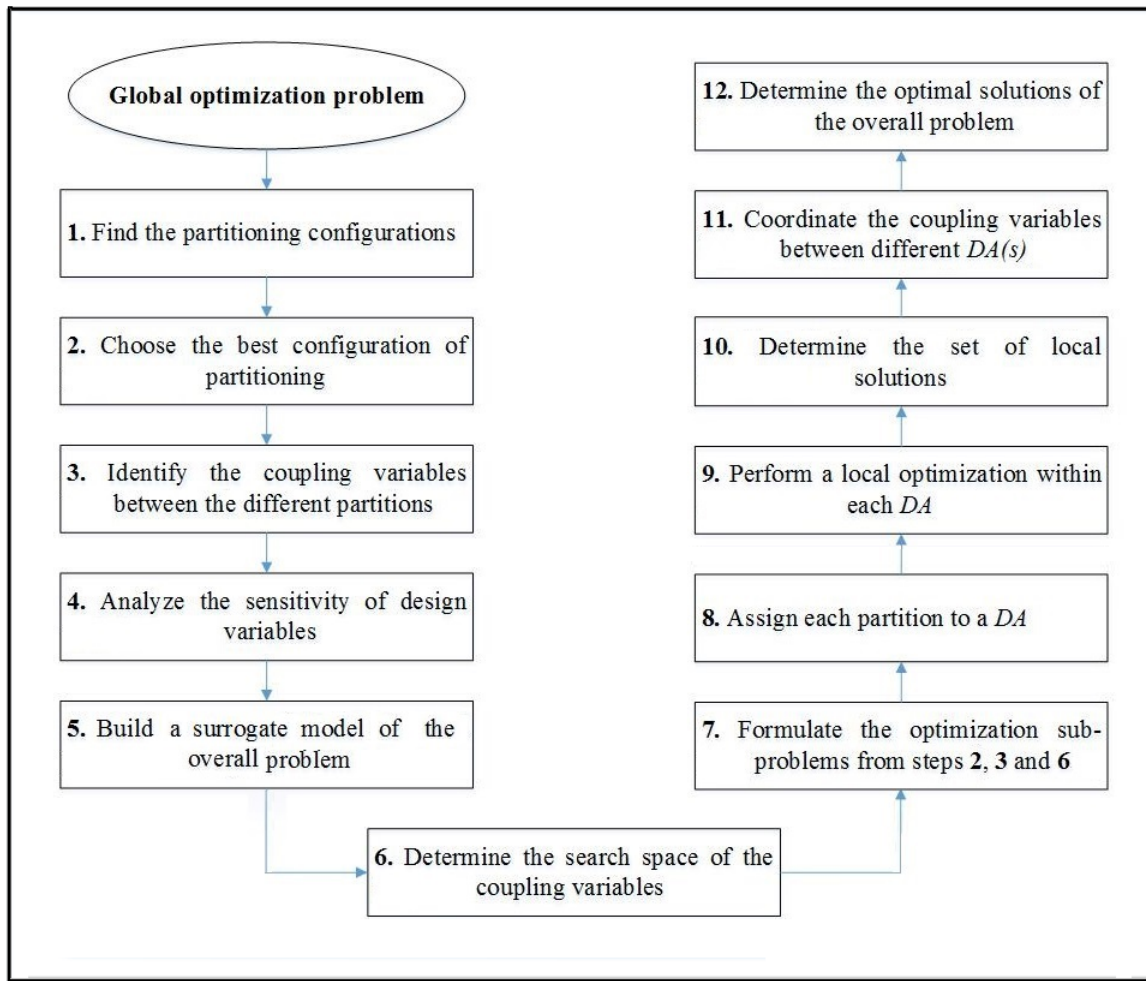 Global optimization problem
1. Find the partitioning configurations
2. Choose the best configuration of
partitioning
3. Identify the coupling variables
between the different partitions
4. Analyze the sensitivity of design
variables
5. Build a surrogate model of the
overall problem
6. Determine the search space of the
coupling variables
7. Formulate the optimization sub-
problems from steps 2, 3 and 6
8. Assign each partition to a DA
9. Perform a local optimization within
each DA
10. Determine the set of local
solutions
11. Coordinate the coupling variables
between different DA(s)
12. Determine the optimal solutions of
the overall problem